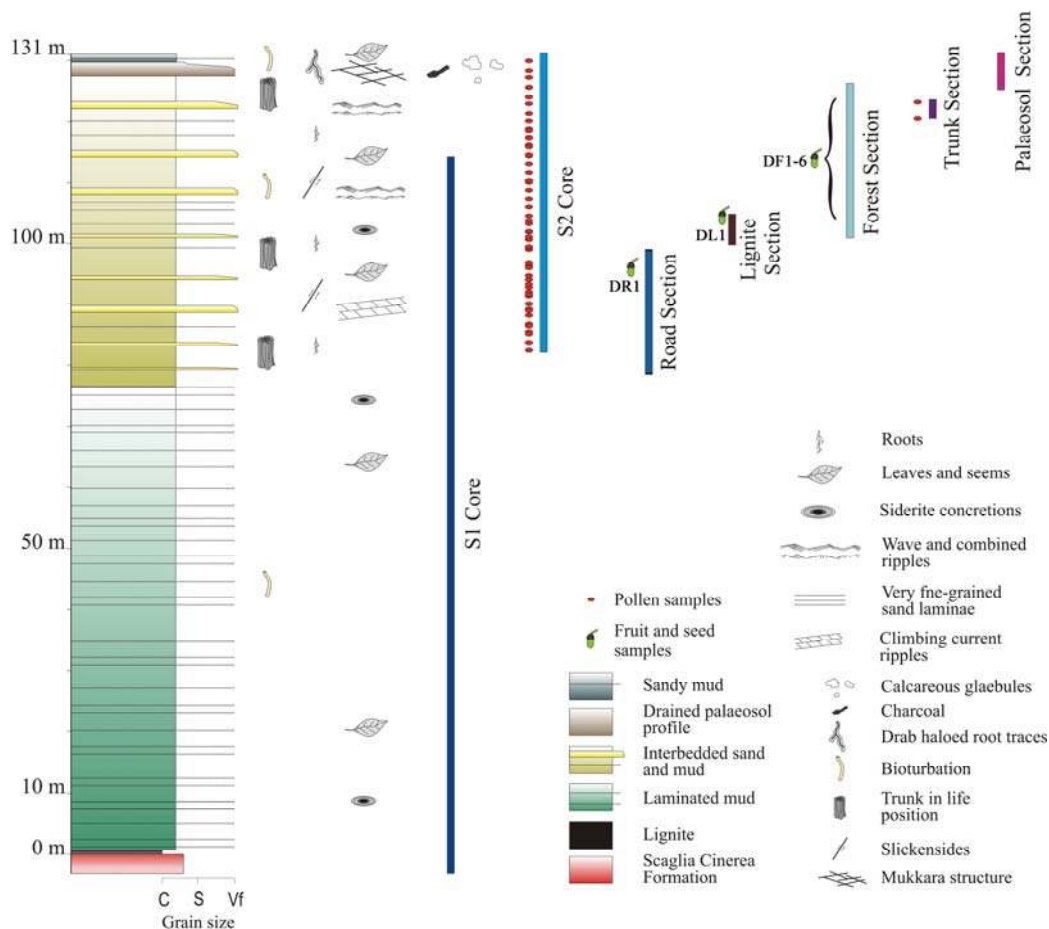 131 m
100 m
50 m
10 m
0 m
C S Vf
Grain size
S1 Core
S2 Core
DR1
Road Section
DL1
Lignite
Section
DF1-6
Forest Section
Trunk Section
Palaeosol Section
Pollen samples
Fruit and seed
samples
Sandy mud
Drained palaeosol
profile
Interbedded sand
and mud
Laminated mud
Lignite
Scaglia Cinerea
Formation
Roots
Leaves and seems
Siderite concretions
Wave and combined
ripples
Very fne-grained
sand laminae
Climbing current
ripples
Calcareous glaebules
Charcoal
Drab haloed root traces
Bioturbation
Trunk in life
position
Slickensides
Mukkara structure